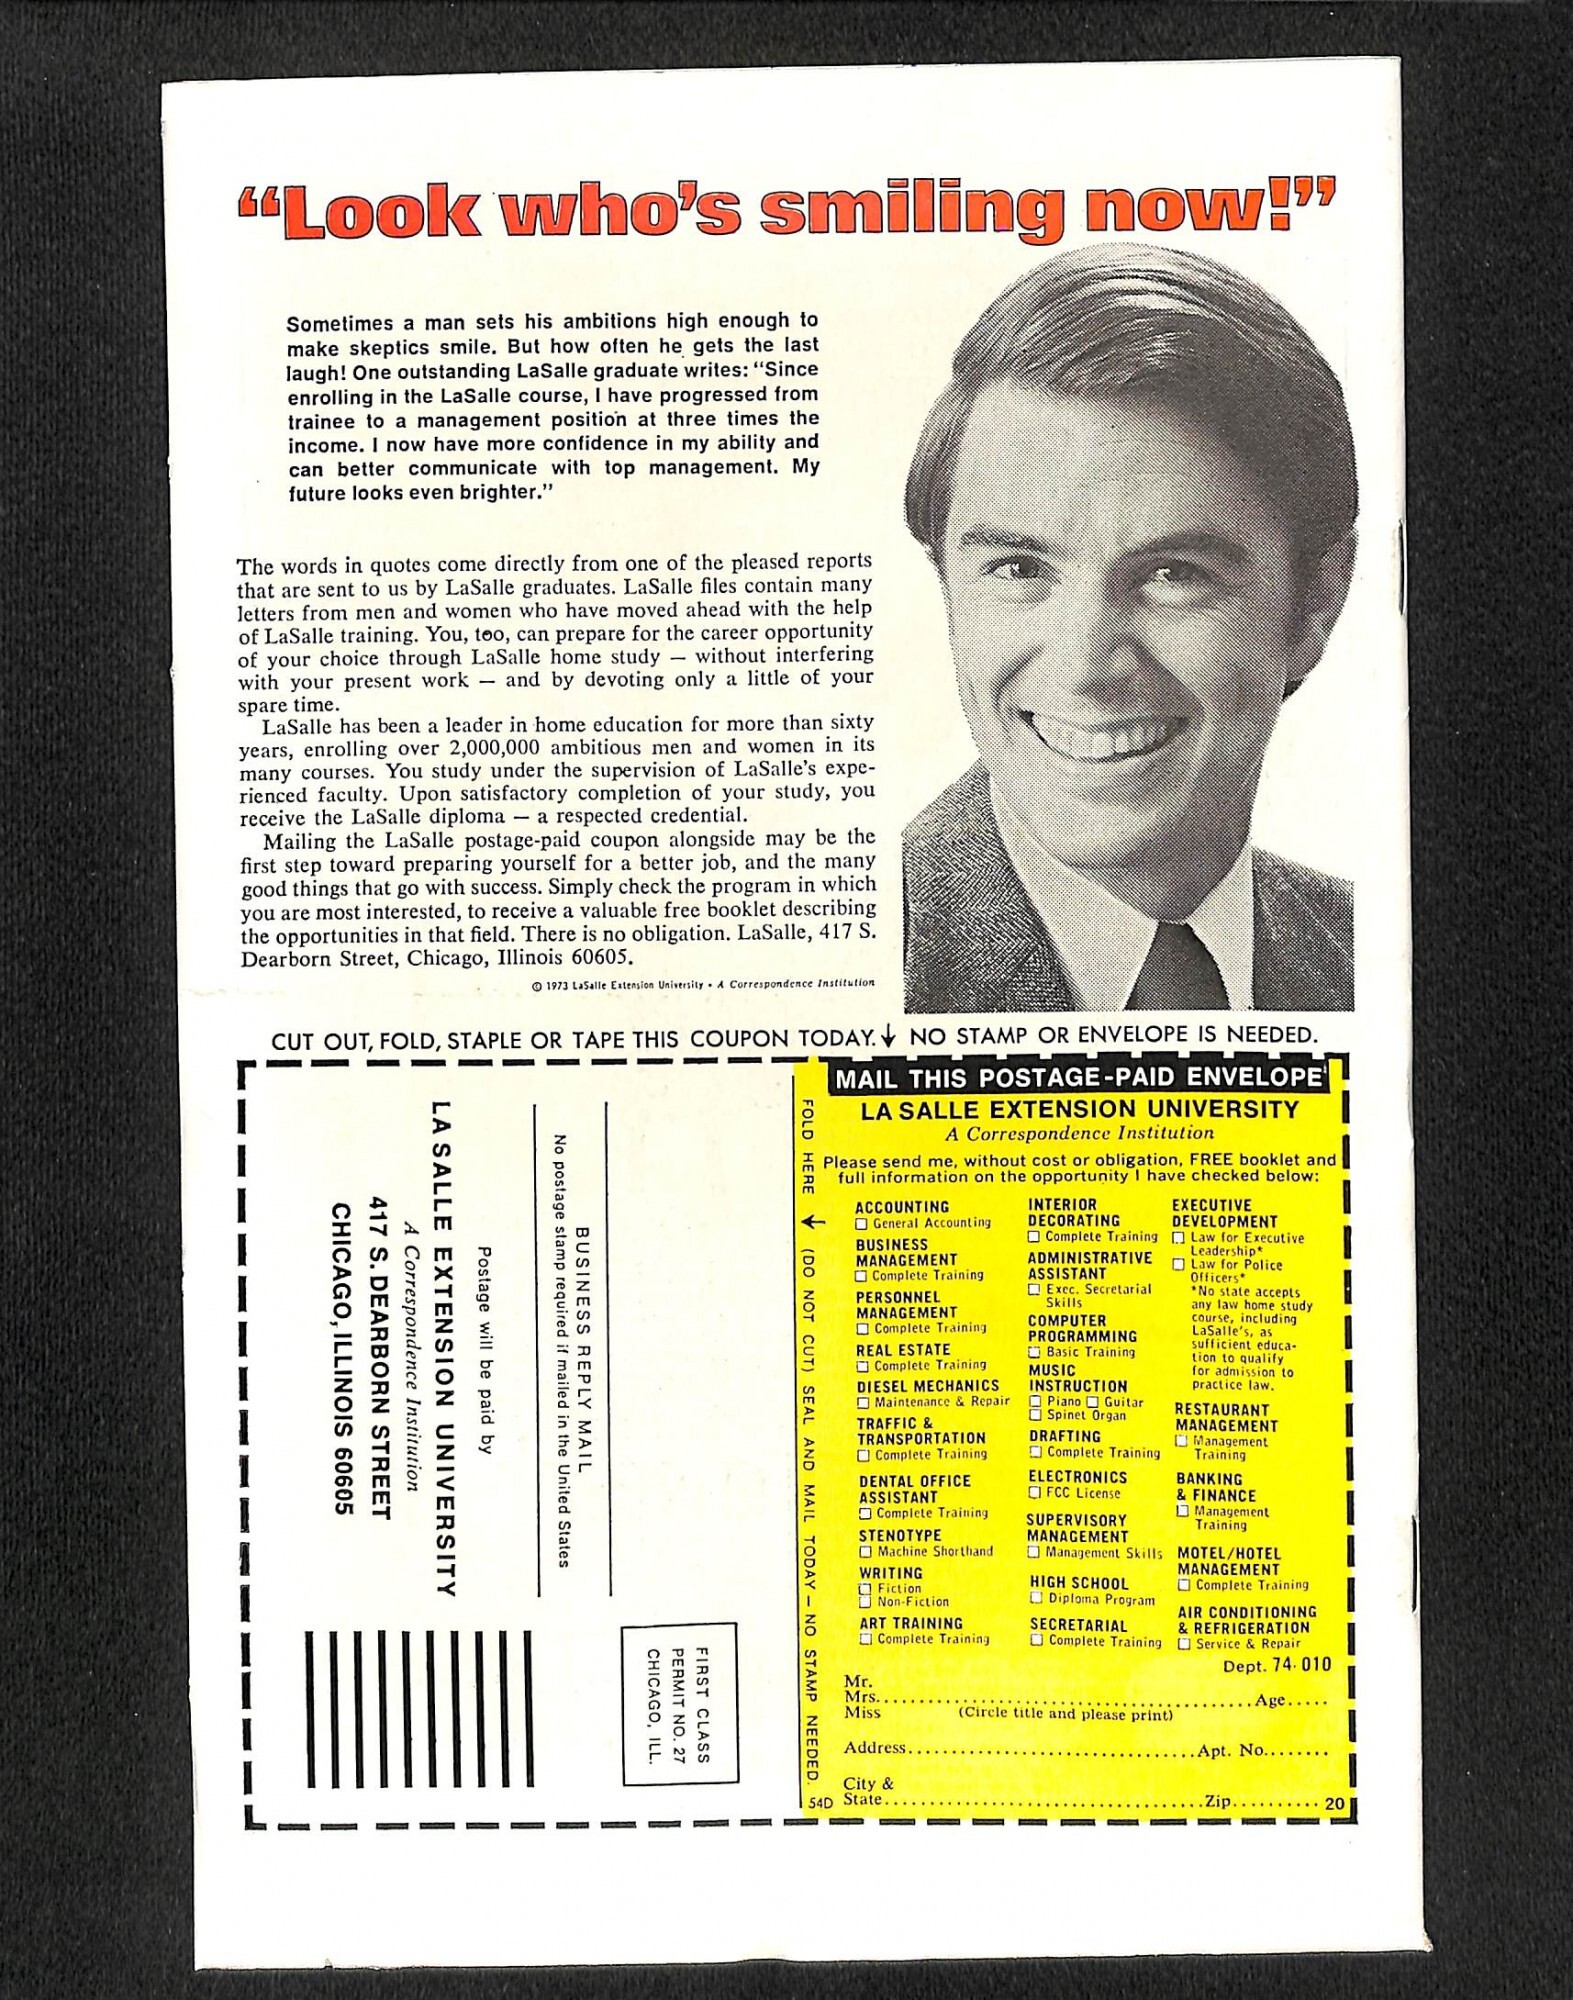 “Look who’s smiling now!”
Sometimes a man sets his ambitions high enough to
make skeptics smile. But how often he gets the last
laugh! One outstanding LaSalle graduate writes: “Since
enrolling in the LaSalle course, I have progressed from
trainee to a management position at three times the
income. I now have more confidence in my ability and
can better communicate with top management. My
future looks even brighter.”
The words in quotes come directly from one of the pleased reports
that are sent to us by LaSalle graduates. LaSalle files contain many
letters from men and women who have moved ahead with the help
of LaSalle training. You, too, can prepare for the career opportunity
of your choice through LaSalle home study — without interfering
with your present work — and by devoting only a little of your
spare time.
LaSalle has been a leader in home education for more than sixty
years, enrolling over 2,000,000 ambitious men and women in its
many courses. You study under the supervision of LaSalle’s expe-
rienced faculty. Upon satisfactory completion of your study, you
receive the LaSalle diploma — a respected credential.
Mailing the LaSalle postage-paid coupon alongside may be the
first step toward preparing yourself for a better job, and the many
good things that go with success. Simply check the program in which
you are most interested, to receive a valuable free booklet describing
the opportunities in that field. There is no obligation. LaSalle, 417 S.
Dearborn Street, Chicago, Illinois 60605.
© 1973 LaSalle Extension University • A Correspondence Institution
CUT OUT, FOLD, STAPLE OR TAPE THIS COUPON TODAY.↓ NO STAMP OR ENVELOPE IS NEEDED.
FIRST CLASS
PERMIT NO. 27
CHICAGO, ILL.
BUSINESS REPLY MAIL
No postage stamp required if mailed in the United States
Postage will be paid by
LA SALLE EXTENSION UNIVERSITY
A Correspondence Institution
417 S. DEARBORN STREET
CHICAGO, ILLINOIS 60605
FOLD HERE ↓ (DO NOT CUT) SEAL AND MAIL TODAY — NO STAMP NEEDED.
MAIL THIS POSTAGE-PAID ENVELOPE
LA SALLE EXTENSION UNIVERSITY
A Correspondence Institution
Please send me, without cost or obligation, FREE booklet and
full information on the opportunity I have checked below:
ACCOUNTING
☐ General Accounting
BUSINESS
MANAGEMENT
☐ Complete Training
PERSONNEL
MANAGEMENT
☐ Complete Training
REAL ESTATE
☐ Complete Training
DIESEL MECHANICS
☐ Maintenance & Repair
TRAFFIC &
TRANSPORTATION
☐ Complete Training
DENTAL OFFICE
ASSISTANT
☐ Complete Training
STENOTYPE
☐ Machine Shorthand
WRITING
☐ Fiction
☐ Non-Fiction
ART TRAINING
☐ Complete Training
INTERIOR
DECORATING
☐ Complete Training
ADMINISTRATIVE
ASSISTANT
☐ Exec. Secretarial
Skills
COMPUTER
PROGRAMMING
☐ Basic Training
MUSIC
INSTRUCTION
☐ Piano ☐ Guitar
☐ Spinet Organ
DRAFTING
☐ Complete Training
ELECTRONICS
☐ FCC License
SUPERVISORY
MANAGEMENT
☐ Management Skills
HIGH SCHOOL
☐ Diploma Program
SECRETARIAL
☐ Complete Training
EXECUTIVE
DEVELOPMENT
☐ Law for Executive
Leadership*
☐ Law for Police
Officers*
*No state accepts
any law home study
course, including
LaSalle's, as
sufficient educa-
tion to qualify
for admission to
practice law.
RESTAURANT
MANAGEMENT
☐ Management
Training
BANKING
& FINANCE
☐ Management
Training
MOTEL/HOTEL
MANAGEMENT
☐ Complete Training
AIR CONDITIONING
& REFRIGERATION
☐ Service & Repair
Dept. 74-010
Mr.
Mrs. Age
Miss (Circle title and please print)
Address Apt. No.
City &
State Zip 20
54D